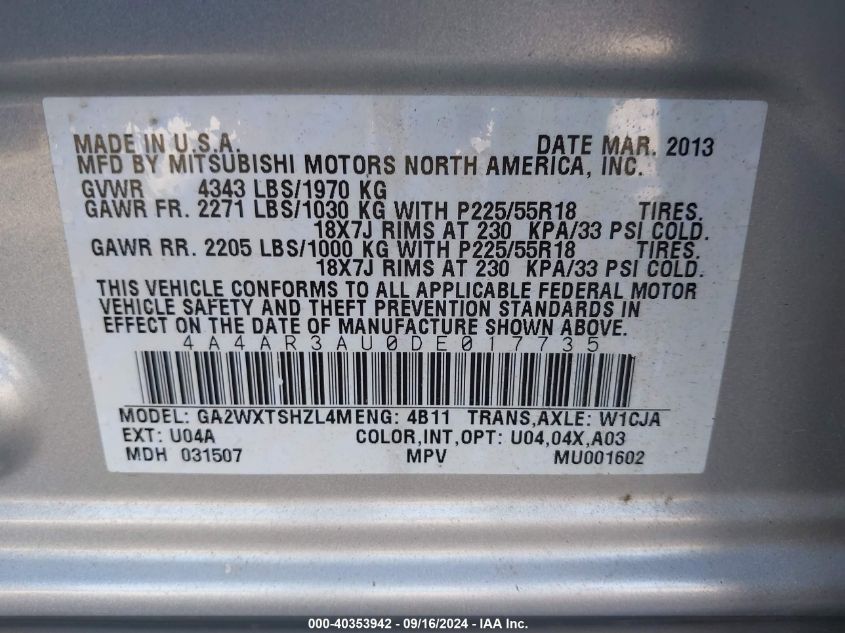 MADE IN U.S.A. DATE MAR. 2013
MFD BY MITSUBISHI MOTORS NORTH AMERICA, INC.
GVWR 4343 LBS/1970 KG
GAWR FR. 2271 LBS/1030 KG WITH P225/55R18 TIRES.
18X7J RIMS AT 230 KPA/33 PSI COLD.
GAWR RR. 2205 LBS/1000 KG WITH P225/55R18 TIRES.
18X7J RIMS AT 230 KPA/33 PSI COLD.
THIS VEHICLE CONFORMS TO ALL APPLICABLE FEDERAL MOTOR
VEHICLE SAFETY AND THEFT PREVENTION STANDARDS IN
EFFECT ON THE DATE OF MANUFACTURE SHOWN ABOVE.
4A4AR3AU0DE017735
MODEL: GA2WXTSHZL4MENG: 4B11 TRANS,AXLE: W1CJA
EXT: U04A COLOR,INT,OPT: U04,04X,A03
MDH 031507 MPV MU001602
000-40353942 - 09/16/2024 - IAA Inc.